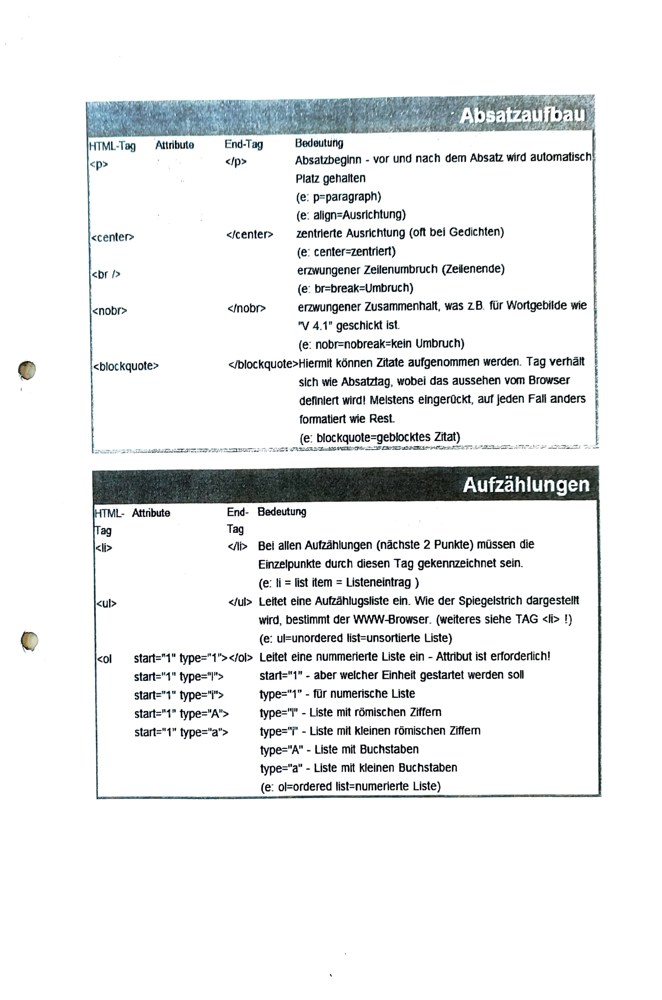 Absatzaufbau
HTML-Tag Attribute End-Tag Bedeutung
<p> </p> Absatzbeginn - vor und nach dem Absatz wird automatisch
Platz gehalten
(e: p=paragraph)
(e: align=Ausrichtung)
<center> </center> zentrierte Ausrichtung (oft bei Gedichten)
(e: center=zentriert)
<br /> erzwungener Zeilenumbruch (Zeilenende)
(e: br=break=Umbruch)
<nobr> </nobr> erzwungener Zusammenhalt, was z.B. für Wortgebilde wie
"V 4.1" geschickt ist.
(e: nobr=nobreak=kein Umbruch)
<blockquote> </blockquote>Hiermit können Zitate aufgenommen werden. Tag verhält
sich wie Absatztag, wobei das aussehen vom Browser
definiert wird! Meistens eingerückt, auf jeden Fall anders
formatiert wie Rest.
(e: blockquote=geblocktes Zitat)
Aufzählungen
HTML- Attribute End- Bedeutung
Tag Tag
<li> </li> Bei allen Aufzählungen (nächste 2 Punkte) müssen die
Einzelpunkte durch diesen Tag gekennzeichnet sein.
(e: li = list item = Listeneintrag )
<ul> </ul> Leitet eine Aufzählugsliste ein. Wie der Spiegelstrich dargestellt
wird, bestimmt der WWW-Browser. (weiteres siehe TAG <li> !)
(e: ul=unordered list=unsortierte Liste)
<ol start="1" type="1"></ol> Leitet eine nummerierte Liste ein - Attribut ist erforderlich!
start="1" type="I"> start="1" - aber welcher Einheit gestartet werden soll
start="1" type="i"> type="1" - für numerische Liste
start="1" type="A"> type="I" - Liste mit römischen Ziffern
start="1" type="a"> type="i" - Liste mit kleinen römischen Ziffern
type="A" - Liste mit Buchstaben
type="a" - Liste mit kleinen Buchstaben
(e: ol=ordered list=numerierte Liste)